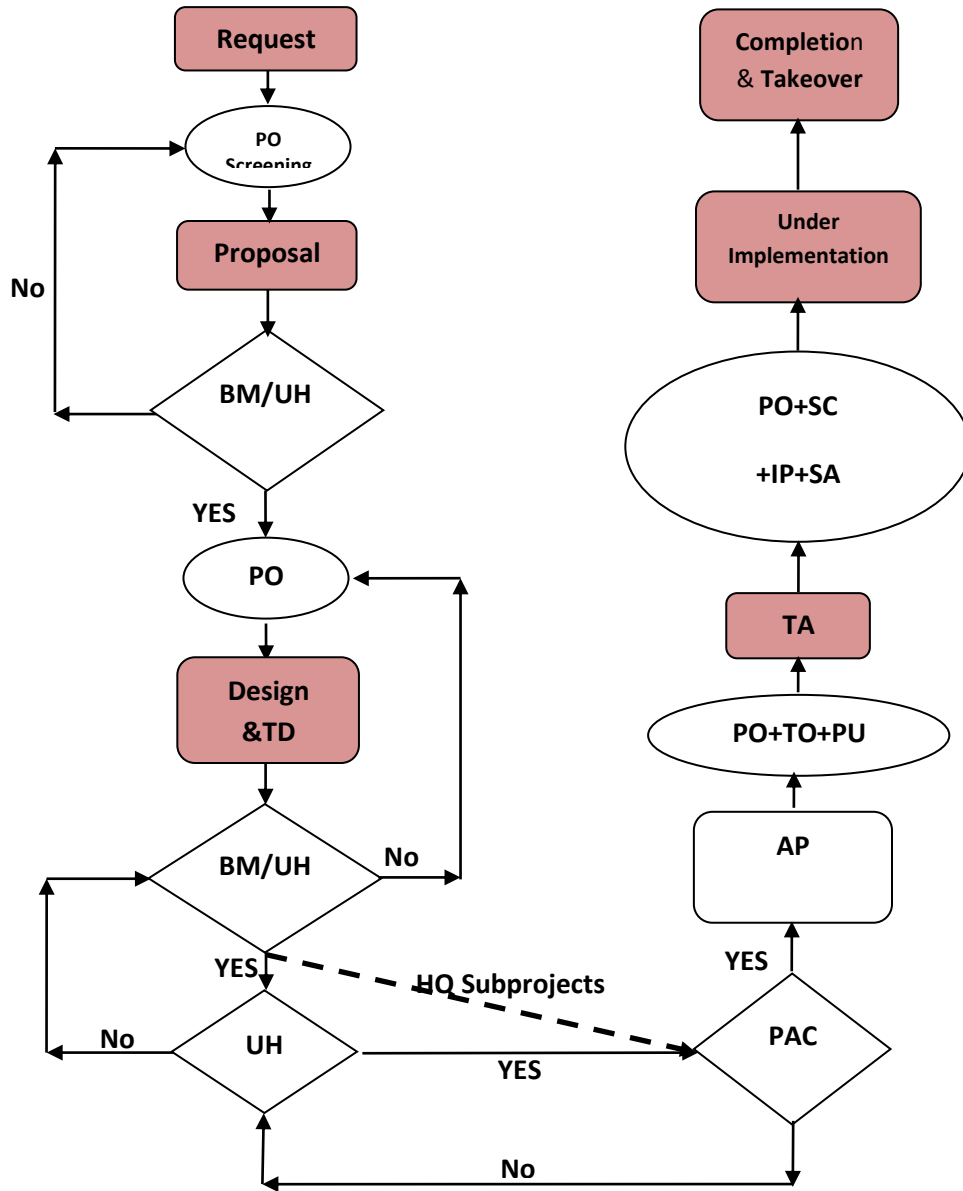 Request
PO
Screening
Proposal
No
BM/UH
YES
PO
Design
&TD
BM/UH
No
YES
HQ Subprojects
No
UH
YES
No
Completion
& Takeover
Under
Implementation
PO+SC
+IP+SA
TA
PO+TO+PU
AP
YES
PAC